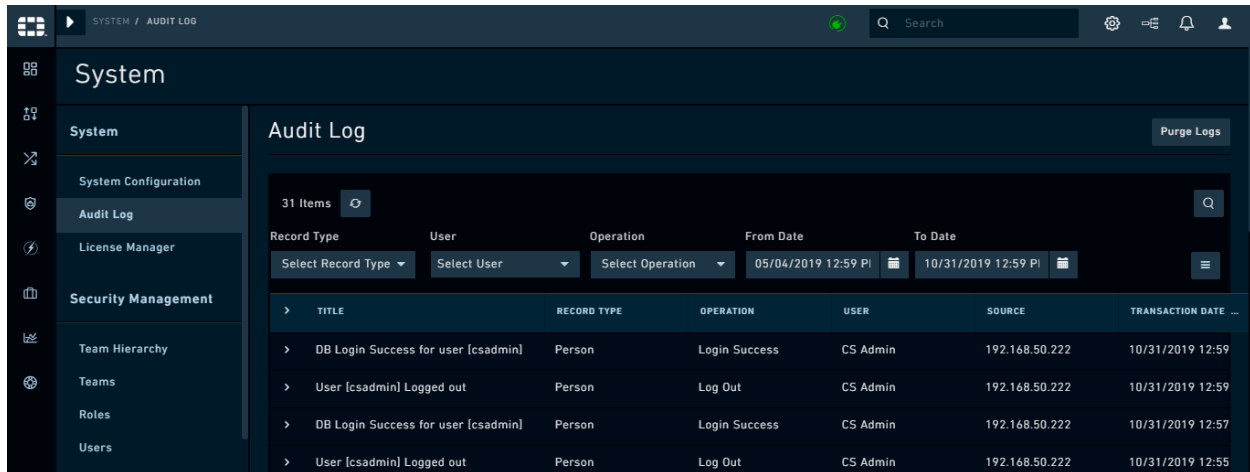 SYSTEM / AUDIT LOG
Search
System
System
System Configuration
Audit Log
License Manager
Security Management
Team Hierarchy
Teams
Roles
Users
Audit Log
Purge Logs
31 Items
Record Type User Operation From Date To Date
Select Record Type Select User Select Operation 05/04/2019 12:59 P 10/31/2019 12:59 P
TITLE RECORD TYPE OPERATION USER SOURCE TRANSACTION DATE ...
DB Login Success for user [csadmin] Person Login Success CS Admin 192.168.50.222 10/31/2019 12:59
User [csadmin] Logged out Person Log Out CS Admin 192.168.50.222 10/31/2019 12:59
DB Login Success for user [csadmin] Person Login Success CS Admin 192.168.50.222 10/31/2019 12:57
User [csadmin] Logged out Person Log Out CS Admin 192.168.50.222 10/31/2019 12:55